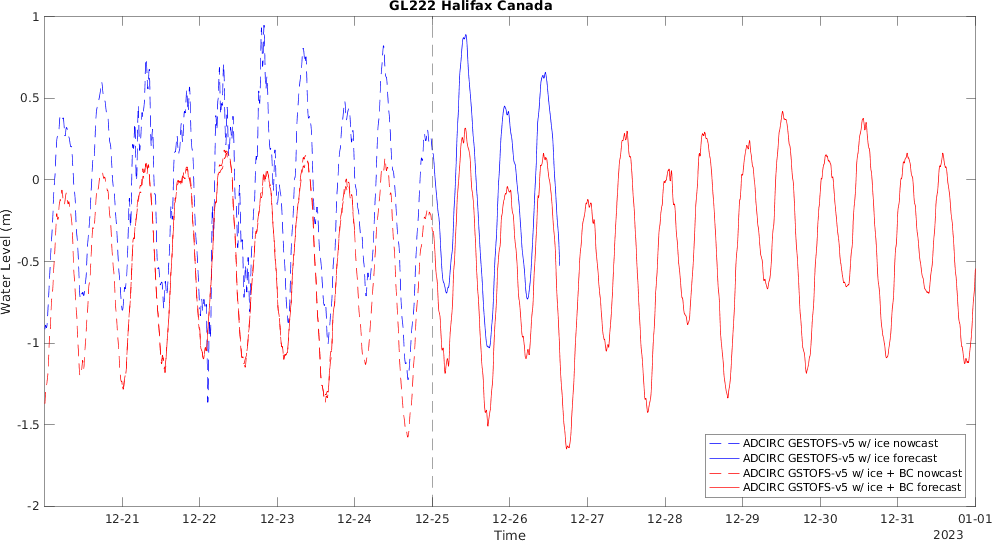 GL222 Halifax Canada
Water Level (m)
1
0.5
0
-0.5
-1
-1.5
-2
ADCIRC GESTOFS-v5 w/ ice nowcast
ADCIRC GESTOFS-v5 w/ ice forecast
ADCIRC GSTOFS-v5 w/ ice + BC nowcast
ADCIRC GSTOFS-v5 w/ ice + BC forecast
12-21 12-22 12-23 12-24 12-25 12-26 12-27 12-28 12-29 12-30 12-31 01-01
Time 2023